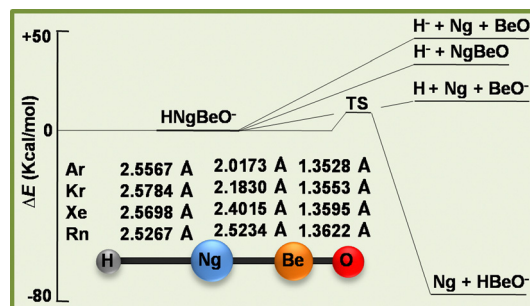 +50
H⁻ + Ng + BeO
H⁻ + NgBeO
TS
H + Ng + BeO⁻
HNgBeO⁻
0
ΔE (Kcal/mol)
Ar 2.5567 Å 2.0173 Å 1.3528 Å
Kr 2.5784 Å 2.1830 Å 1.3553 Å
Xe 2.5698 Å 2.4015 Å 1.3595 Å
Rn 2.5267 Å 2.5234 Å 1.3622 Å
H Ng Be O
Ng + HBeO⁻
-80